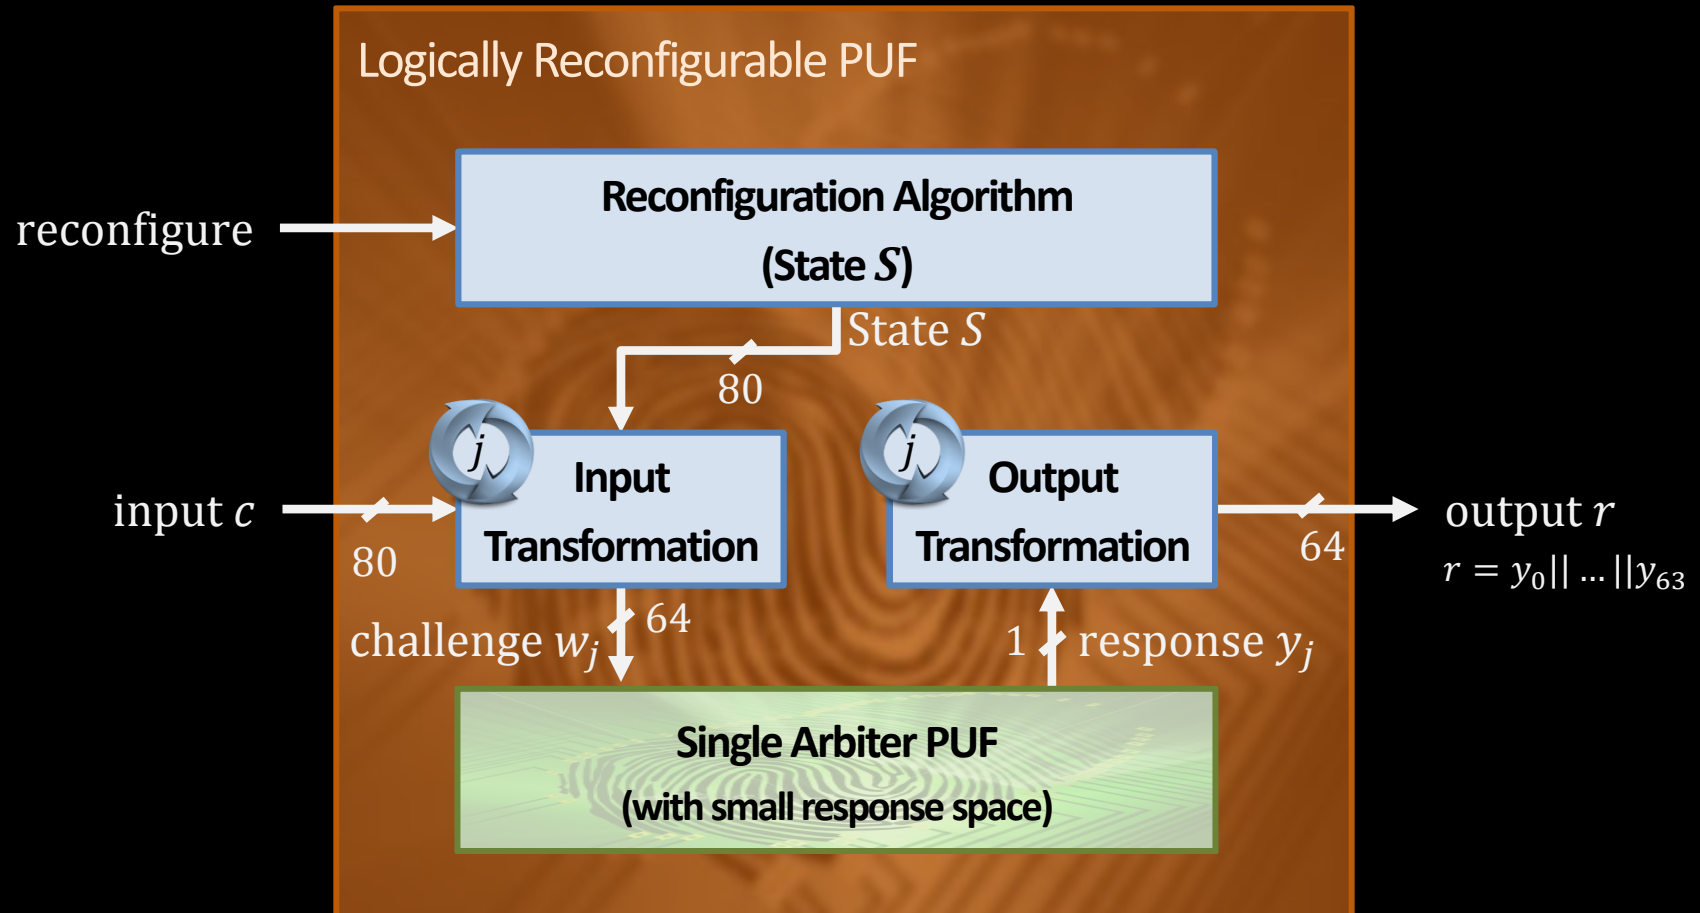 Logically Reconfigurable PUF
Reconfiguration Algorithm
(State S)
reconfigure
State S
80
j
Input
Transformation
j
Output
Transformation
input c
80
output r
64
r = y₀|| ... ||y₆₃
challenge wⱼ
64
1
response yⱼ
Single Arbiter PUF
(with small response space)